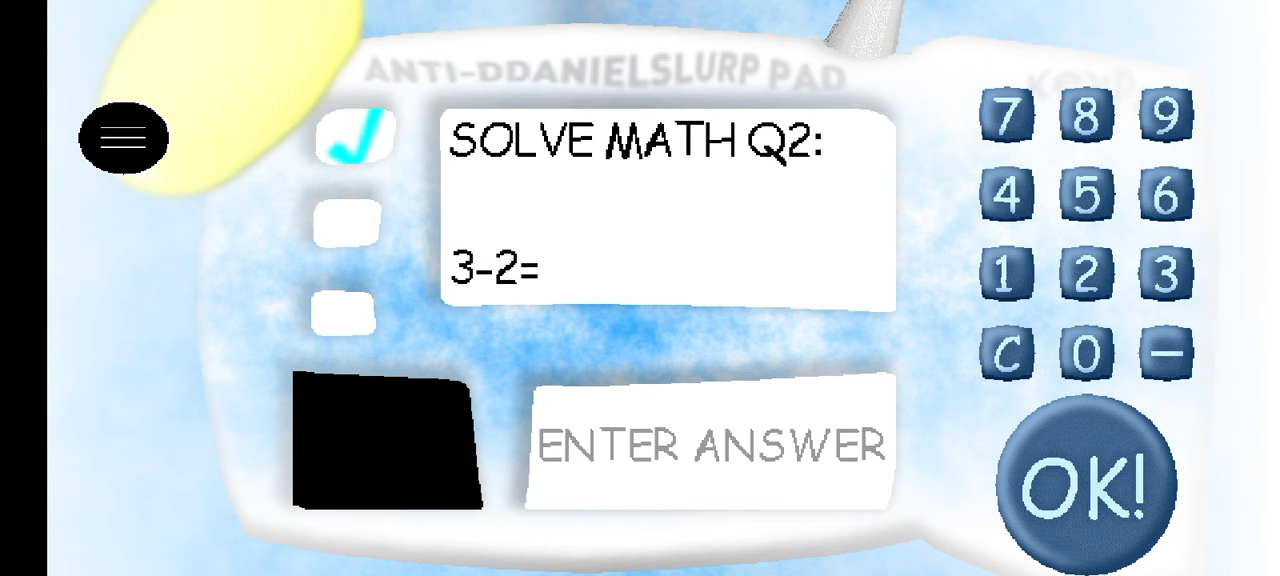 ANTI-DDANIELSLURP PAD
SOLVE MATH Q2:
3-2=
ENTER ANSWER
7 8 9
4 5 6
1 2 3
C 0 −
OK!